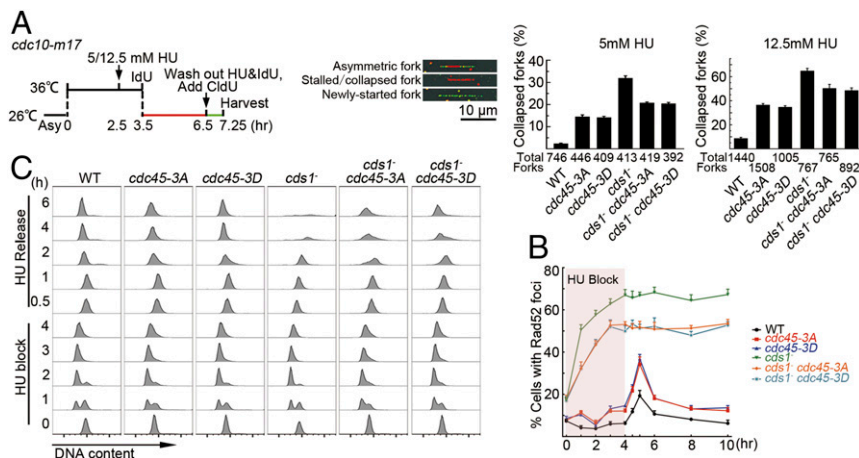 A
cdc10-m17
5/12.5 mM HU
36℃
IdU
Wash out HU&IdU,
Add CldU
Harvest
26℃
Asy 0 2.5 3.5 6.5 7.25 (hr)
Asymmetric fork
Stalled/collapsed fork
Newly-started fork
10 μm
5mM HU
Collapsed forks (%)
50
40
30
20
10
0
Total Forks
746 446 409 413 419 392
WT
cdc45-3A
cdc45-3D
cds1-
cds1- cdc45-3A
cds1- cdc45-3D
12.5mM HU
Collapsed forks (%)
80
60
40
20
0
Total Forks
1440 1508 1005 767 765 892
WT
cdc45-3A
cdc45-3D
cds1-
cds1- cdc45-3A
cds1- cdc45-3D
C
(h)
WT
cdc45-3A
cdc45-3D
cds1-
cds1- cdc45-3A
cds1- cdc45-3D
HU Release
6
4
2
1
0.5
HU block
4
3
2
1
0
DNA content
B
HU Block
% Cells with Rad52 foci
80
60
40
20
0 1 2 3 4 6 8 10 (hr)
WT
cdc45-3A
cdc45-3D
cds1-
cds1- cdc45-3A
cds1- cdc45-3D